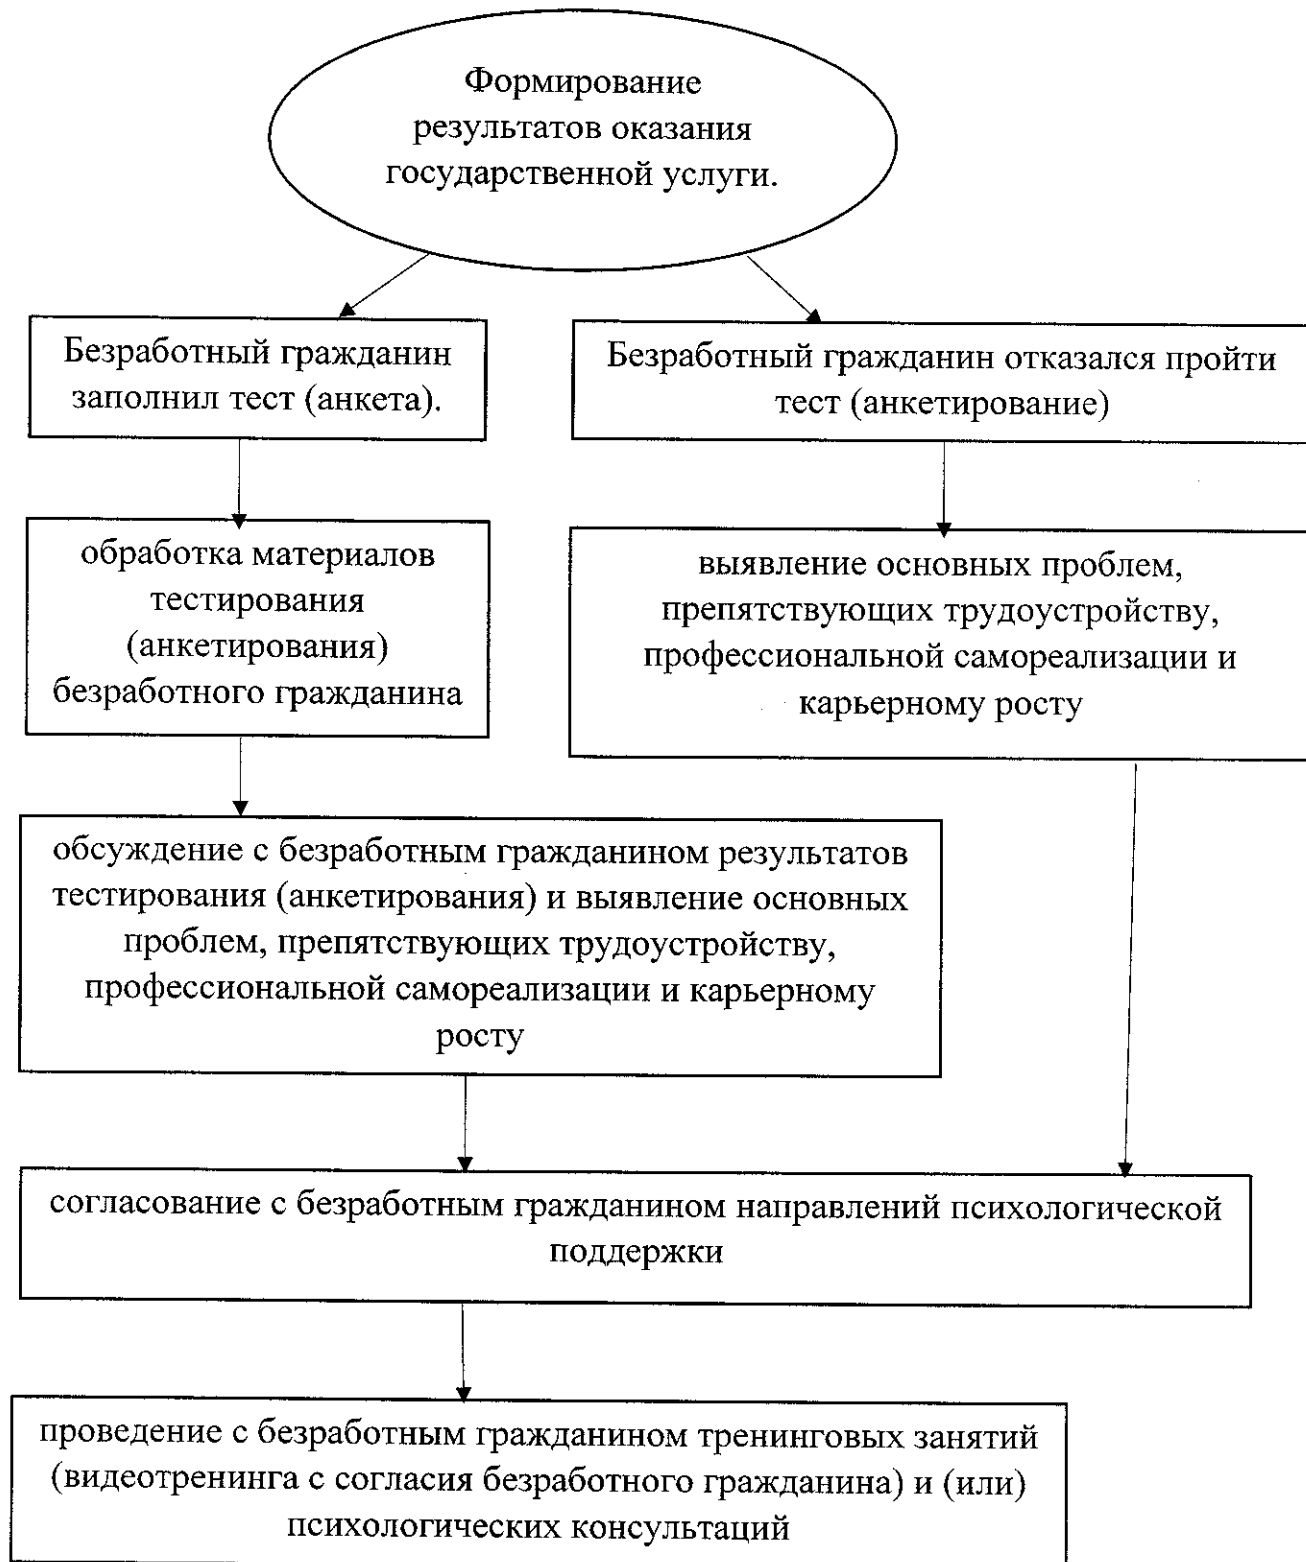 Формирование
результатов оказания
государственной услуги.
Безработный гражданин
заполнил тест (анкета).
Безработный гражданин отказался пройти
тест (анкетирование)
обработка материалов
тестирования
(анкетирования)
безработного гражданина
выявление основных проблем,
препятствующих трудоустройству,
профессиональной самореализации и
карьерному росту
обсуждение с безработным гражданином результатов
тестирования (анкетирования) и выявление основных
проблем, препятствующих трудоустройству,
профессиональной самореализации и карьерному
росту
согласование с безработным гражданином направлений психологической
поддержки
проведение с безработным гражданином тренинговых занятий
(видеотренинга с согласия безработного гражданина) и (или)
психологических консультаций